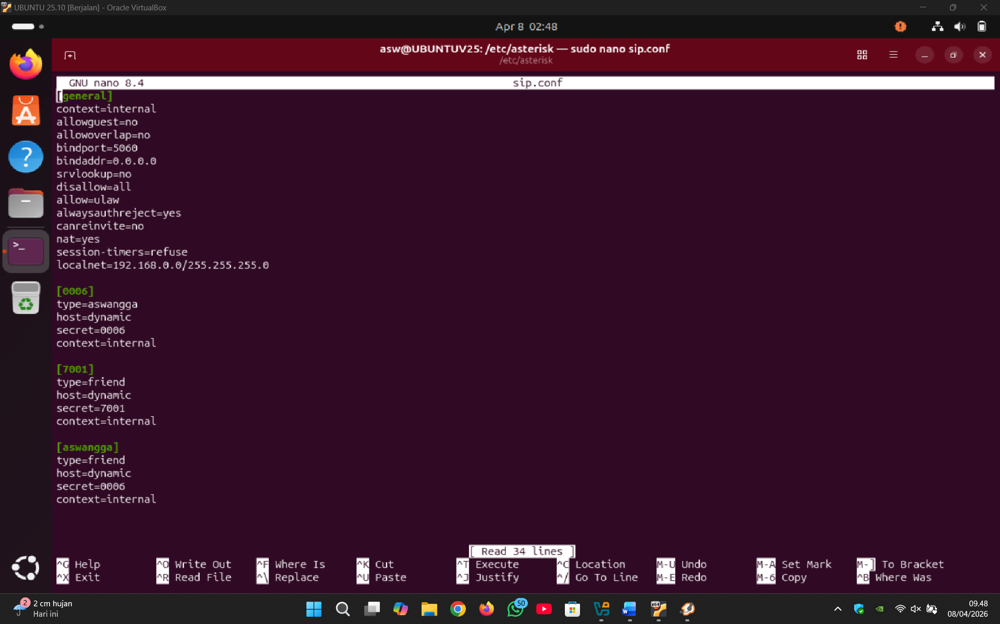 UBUNTU 25.10 [Berjalan] - Oracle VirtualBox
Apr 8 02:48
asw@UBUNTUV25: /etc/asterisk — sudo nano sip.conf
/etc/asterisk
GNU nano 8.4 sip.conf
[general]
context=internal
allowguest=no
allowoverlap=no
bindport=5060
bindaddr=0.0.0.0
srvlookup=no
disallow=all
allow=ulaw
alwaysauthreject=yes
canreinvite=no
nat=yes
session-timers=refuse
localnet=192.168.0.0/255.255.255.0
[0006]
type=aswangga
host=dynamic
secret=0006
context=internal
[7001]
type=friend
host=dynamic
secret=7001
context=internal
[aswangga]
type=friend
host=dynamic
secret=0006
context=internal
[ Read 34 lines ]
^G Help ^O Write Out ^F Where Is ^K Cut ^T Execute ^C Location M-U Undo M-A Set Mark M-] To Bracket
^X Exit ^R Read File ^\ Replace ^U Paste ^J Justify ^/ Go To Line M-E Redo M-6 Copy ^B Where Was
2 2 cm hujan
Hari ini
50
x64
09.48
08/04/2026